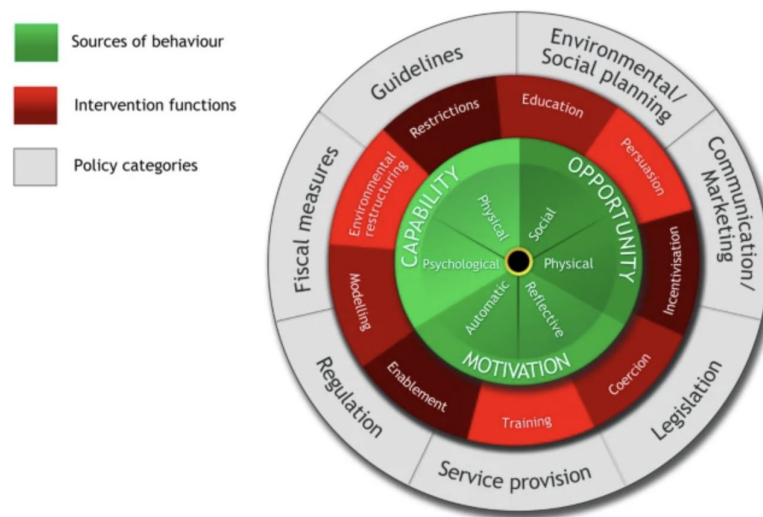 Sources of behaviour
Intervention functions
Policy categories
Guidelines
Environmental/
Social planning
Communication/
Marketing
Legislation
Service provision
Regulation
Fiscal measures
Restrictions
Education
Persuasion
Incentivisation
Coercion
Training
Enablement
Modelling
Environmental
restructuring
CAPABILITY
OPPORTUNITY
MOTIVATION
Physical
Social
Physical
Reflective
Automatic
Psychological